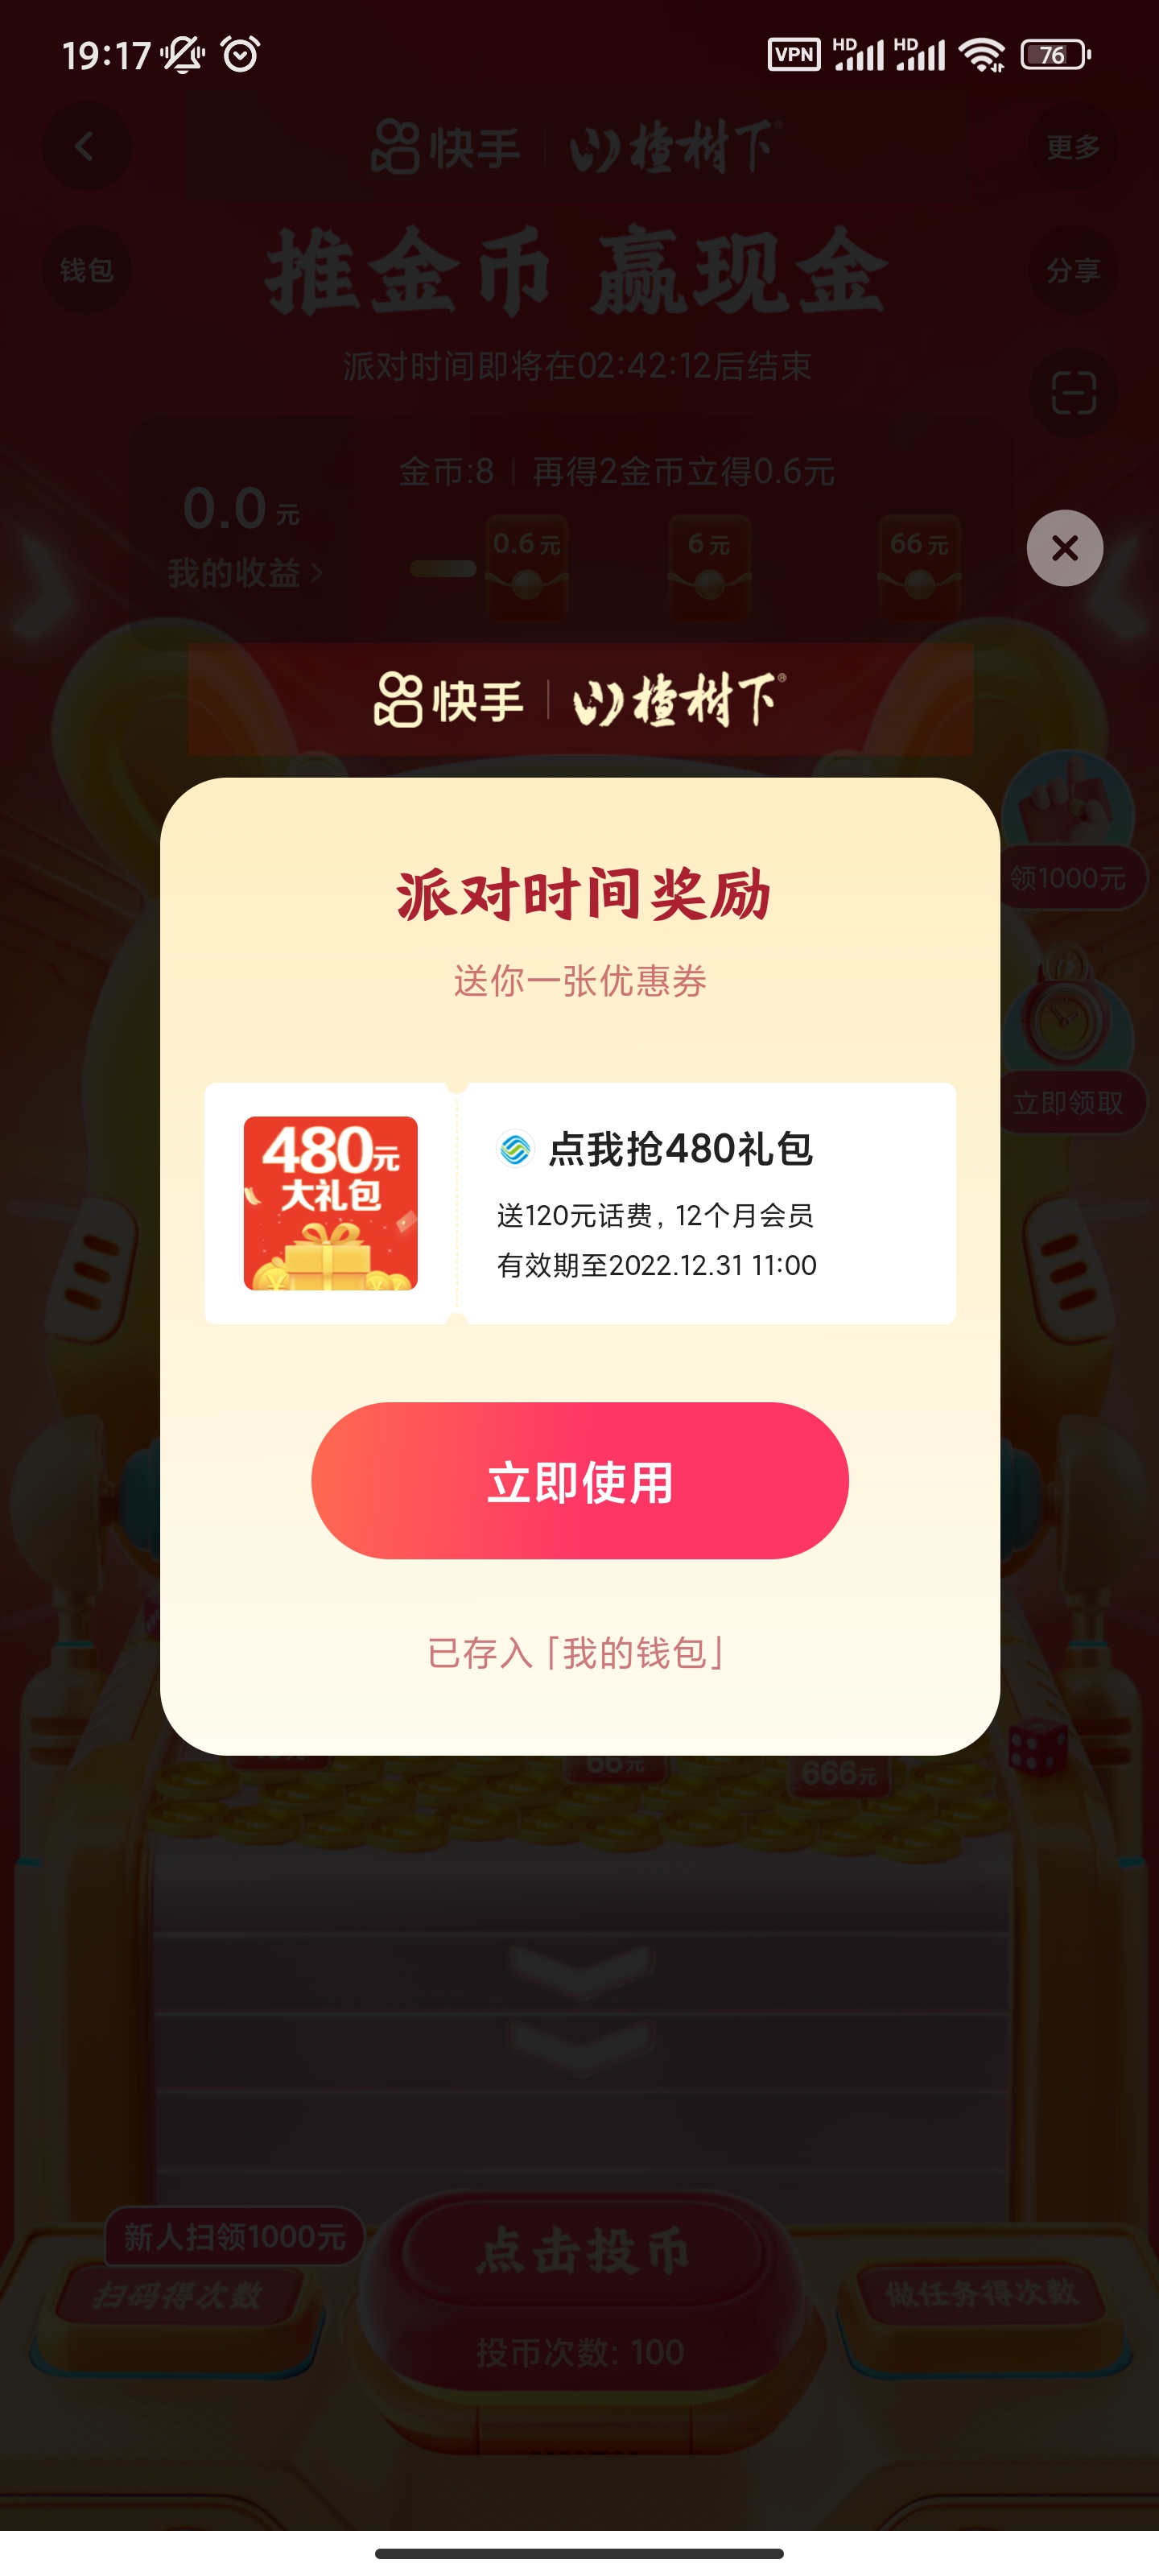 19:17
VPN HD HD 76
快手 山楂树下®
更多
钱包
推金币 赢现金
分享
派对时间即将在02:42:12后结束
金币:8 | 再得2金币立得0.6元
0.0元
我的收益
0.6元 6元 66元
快手 山楂树下®
派对时间奖励
送你一张优惠券
领1000元
立即领取
480元
大礼包
点我抢480礼包
送120元话费，12个月会员
有效期至2022.12.31 11:00
立即使用
已存入「我的钱包」
66元 666元
新人扫领1000元
点击投币
扫码得次数
做任务得次数
投币次数: 100